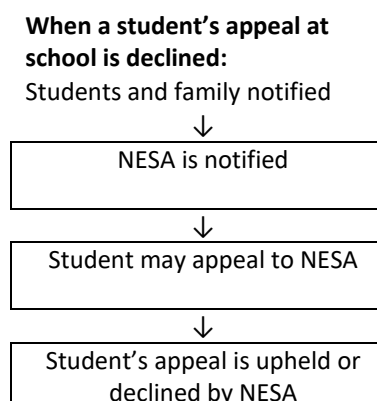 When a student’s appeal at
school is declined:
Students and family notified
↓
NESA is notified
↓
Student may appeal to NESA
↓
Student’s appeal is upheld or
declined by NESA